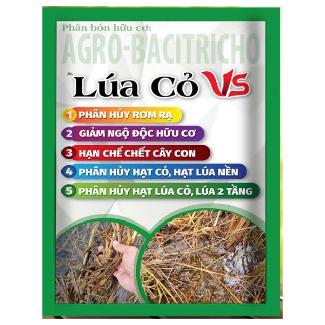 Phân bón hữu cơ:
AGRO-BACITRICHO
Lúa Cỏ VS
1 PHÂN HỦY RƠM RẠ
2 GIẢM NGỘ ĐỘC HỮU CƠ
3 HẠN CHẾ CHẾT CÂY CON
4 PHÂN HỦY HẠT CỎ, HẠT LÚA NỀN
5 PHÂN HỦY HẠT LÚA CỎ, LÚA 2 TẦNG